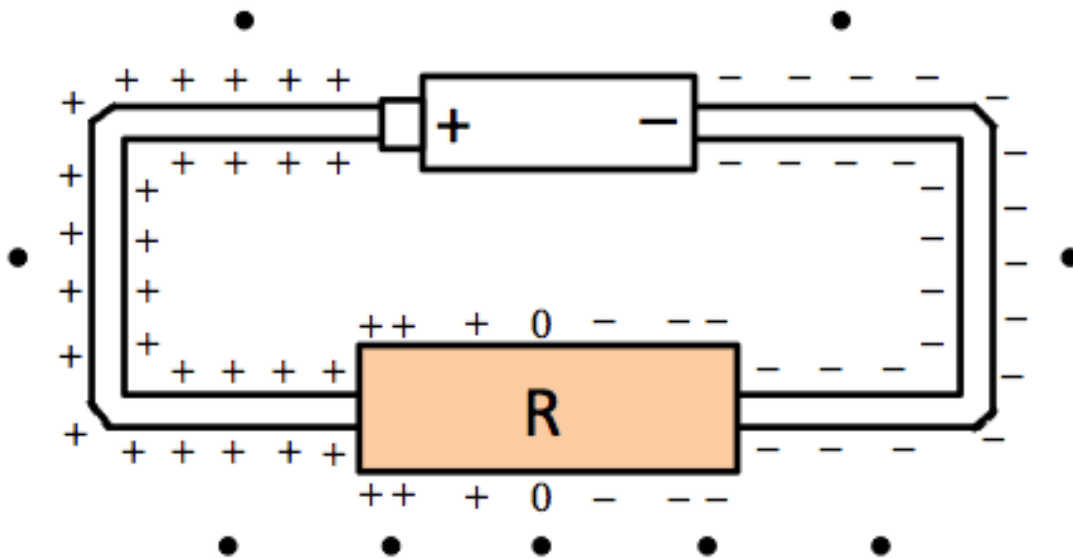 + + + + + − − − −
+ −
+ −
+ + + + − − − − −
+ + − −
+ + − −
+ + − −
++ + 0 − −− −
+ + − −
+ + + + − − −
R
+ −
+ + + + + − − −
++ + 0 − −−